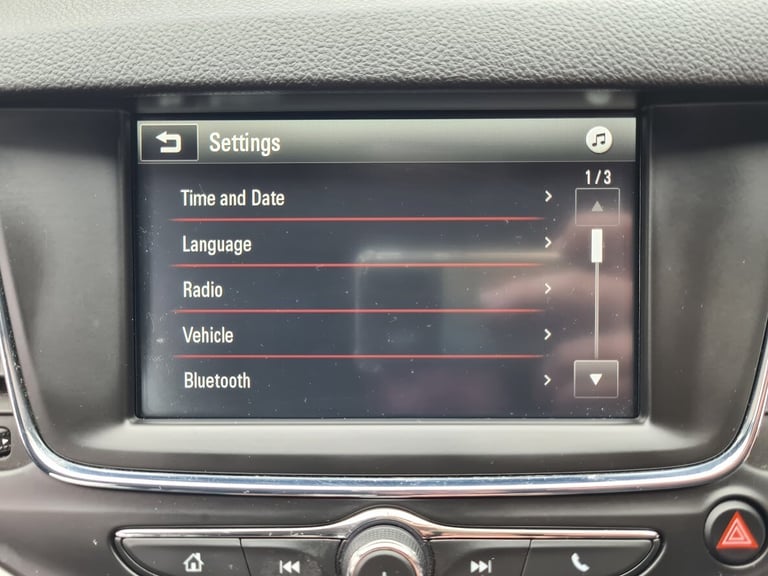 Settings
1/3
Time and Date
Language
Radio
Vehicle
Bluetooth